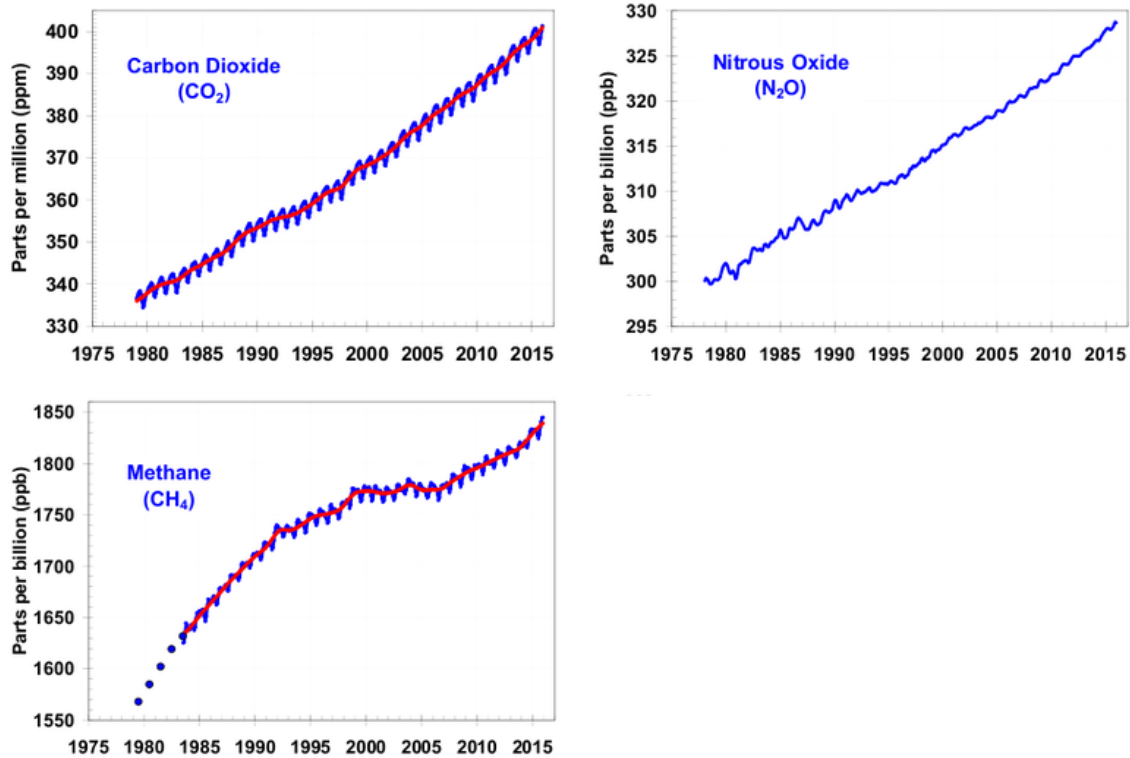 400
390
380
370
360
350
340
330
Parts per million (ppm)
Carbon Dioxide
(CO₂)
1975 1980 1985 1990 1995 2000 2005 2010 2015
330
325
320
315
310
305
300
295
Parts per billion (ppb)
Nitrous Oxide
(N₂O)
1975 1980 1985 1990 1995 2000 2005 2010 2015
1850
1800
1750
1700
1650
1600
1550
Parts per billion (ppb)
Methane
(CH₄)
1975 1980 1985 1990 1995 2000 2005 2010 2015